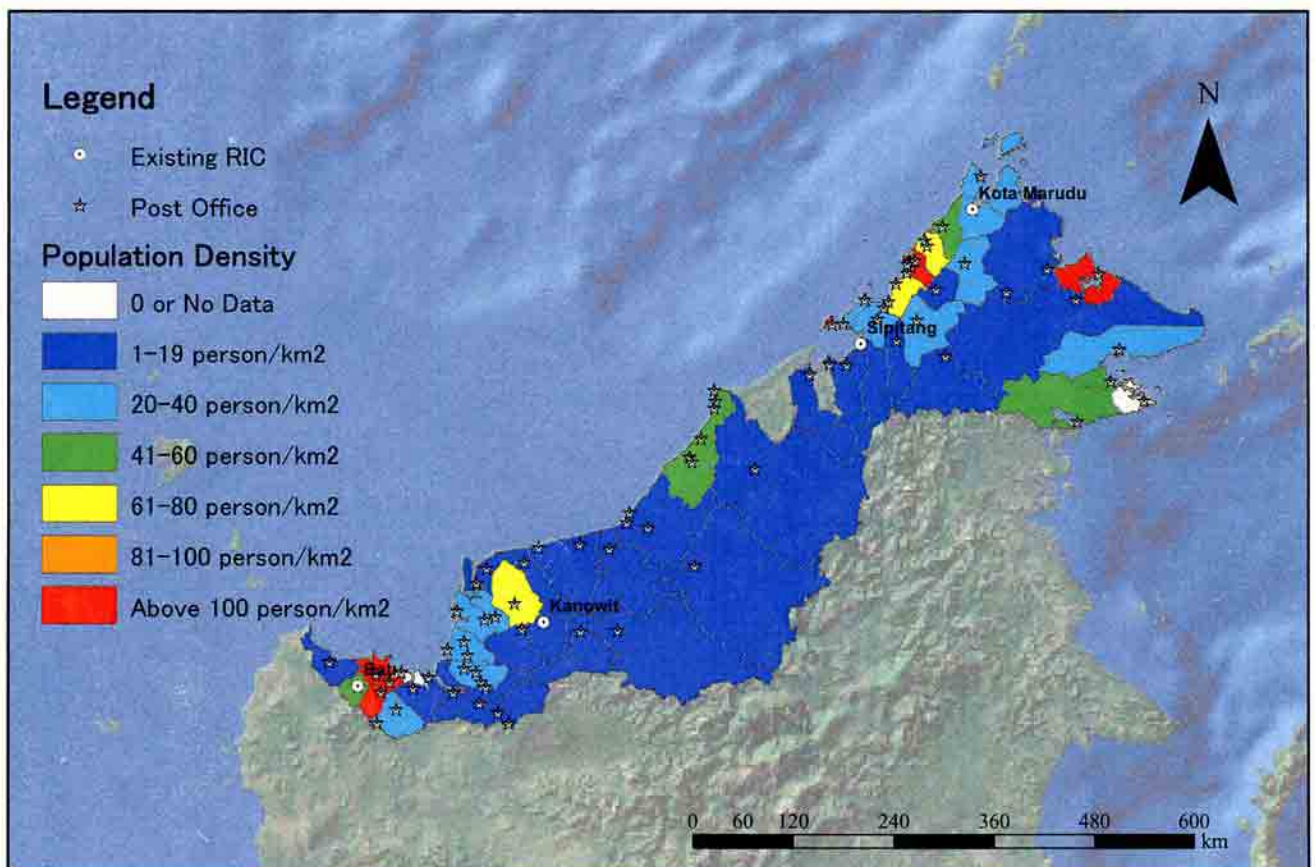 Legend
Existing RIC
Post Office
Population Density
0 or No Data
1-19 person/km2
20-40 person/km2
41-60 person/km2
61-80 person/km2
81-100 person/km2
Above 100 person/km2
N
Kota Marudu
Sipitang
Kanowit
Bau
0 60 120 240 360 480 600
km